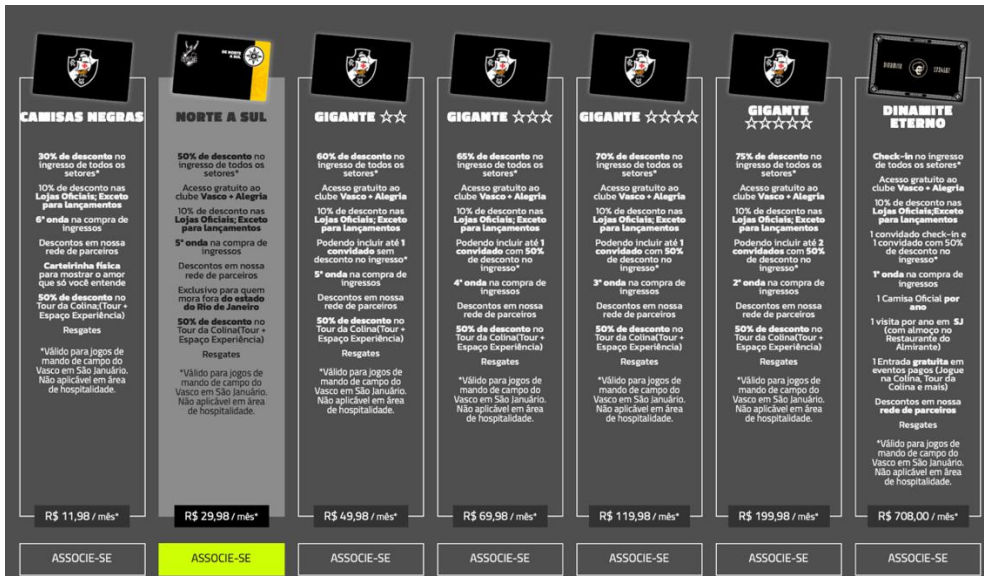 DE NORTE
A SUL
DINAMITE
ETERNO
CAMISAS NEGRAS
30% de desconto no
ingresso de todos os
setores*
10% de desconto nas
Lojas Oficiais; Exceto
para lançamentos
6ª onda na compra de
ingressos
Descontos em nossa
rede de parceiros
Carteirinha física
para mostrar o amor
que só você entende
50% de desconto no
Tour da Colina;(Tour +
Espaço Experiência)
Resgates
*Válido para jogos de
mando de campo do
Vasco em São Januário.
Não aplicável em área
de hospitalidade.
R$ 11,98 / mês*
ASSOCIE-SE
NORTE A SUL
50% de desconto no
ingresso de todos os
setores*
Acesso gratuito ao
clube Vasco + Alegria
10% de desconto nas
Lojas Oficiais; Exceto
para lançamentos
5ª onda na compra de
ingressos
Descontos em nossa
rede de parceiros
Exclusivo para quem
mora fora do estado
do Rio de Janeiro
50% de desconto no
Tour da Colina(Tour +
Espaço Experiência)
Resgates
*Válido para jogos de
mando de campo do
Vasco em São Januário.
Não aplicável em área
de hospitalidade.
R$ 29,98 / mês*
ASSOCIE-SE
GIGANTE ☆☆
60% de desconto no
ingresso de todos os
setores*
Acesso gratuito ao
clube Vasco + Alegria
10% de desconto nas
Lojas Oficiais; Exceto
para lançamentos
Podendo incluir até 1
convidado sem
desconto no ingresso*
5ª onda na compra de
ingressos
Descontos em nossa
rede de parceiros
50% de desconto no
Tour da Colina(Tour +
Espaço Experiência)
Resgates
*Válido para jogos de
mando de campo do
Vasco em São Januário.
Não aplicável em área
de hospitalidade.
R$ 49,98 / mês*
ASSOCIE-SE
GIGANTE ☆☆☆
65% de desconto no
ingresso de todos os
setores*
Acesso gratuito ao
clube Vasco + Alegria
10% de desconto nas
Lojas Oficiais; Exceto
para lançamentos
Podendo incluir até 1
convidado com 50%
de desconto no
ingresso*
4ª onda na compra de
ingressos
Descontos em nossa
rede de parceiros
50% de desconto no
Tour da Colina(Tour +
Espaço Experiência)
Resgates
*Válido para jogos de
mando de campo do
Vasco em São Januário.
Não aplicável em área
de hospitalidade.
R$ 69,98 / mês*
ASSOCIE-SE
GIGANTE ☆☆☆☆
70% de desconto no
ingresso de todos os
setores*
Acesso gratuito ao
clube Vasco + Alegria
10% de desconto nas
Lojas Oficiais; Exceto
para lançamentos
Podendo incluir até 1
convidado com 50%
de desconto no
ingresso*
3ª onda na compra de
ingressos
Descontos em nossa
rede de parceiros
50% de desconto no
Tour da Colina(Tour +
Espaço Experiência)
Resgates
*Válido para jogos de
mando de campo do
Vasco em São Januário.
Não aplicável em área
de hospitalidade.
R$ 119,98 / mês*
ASSOCIE-SE
GIGANTE
☆☆☆☆☆
75% de desconto no
ingresso de todos os
setores*
Acesso gratuito ao
clube Vasco + Alegria
10% de desconto nas
Lojas Oficiais; Exceto
para lançamentos
Podendo incluir até 2
convidados com 50%
de desconto no
ingresso*
2ª onda na compra de
ingressos
Descontos em nossa
rede de parceiros
50% de desconto no
Tour da Colina(Tour +
Espaço Experiência)
Resgates
*Válido para jogos de
mando de campo do
Vasco em São Januário.
Não aplicável em área
de hospitalidade.
R$ 199,98 / mês*
ASSOCIE-SE
DINAMITE
ETERNO
Check-in no ingresso
de todos os setores*
Acesso gratuito ao
clube Vasco + Alegria
10% de desconto nas
Lojas Oficiais;Exceto
para lançamentos
1 convidado check-in e
1 convidado com 50%
de desconto no
ingresso*
1ª onda na compra de
ingressos
1 Camisa Oficial por
ano
1 visita por ano em SJ
(com almoço no
Restaurante do
Almirante)
1 Entrada gratuita em
eventos pagos (Jogue
na Colina, Tour da
Colina e mais)
Descontos em nossa
rede de parceiros
Resgates
*Válido para jogos de
mando de campo do
Vasco em São Januário.
Não aplicável em área
de hospitalidade.
R$ 708,00 / mês*
ASSOCIE-SE